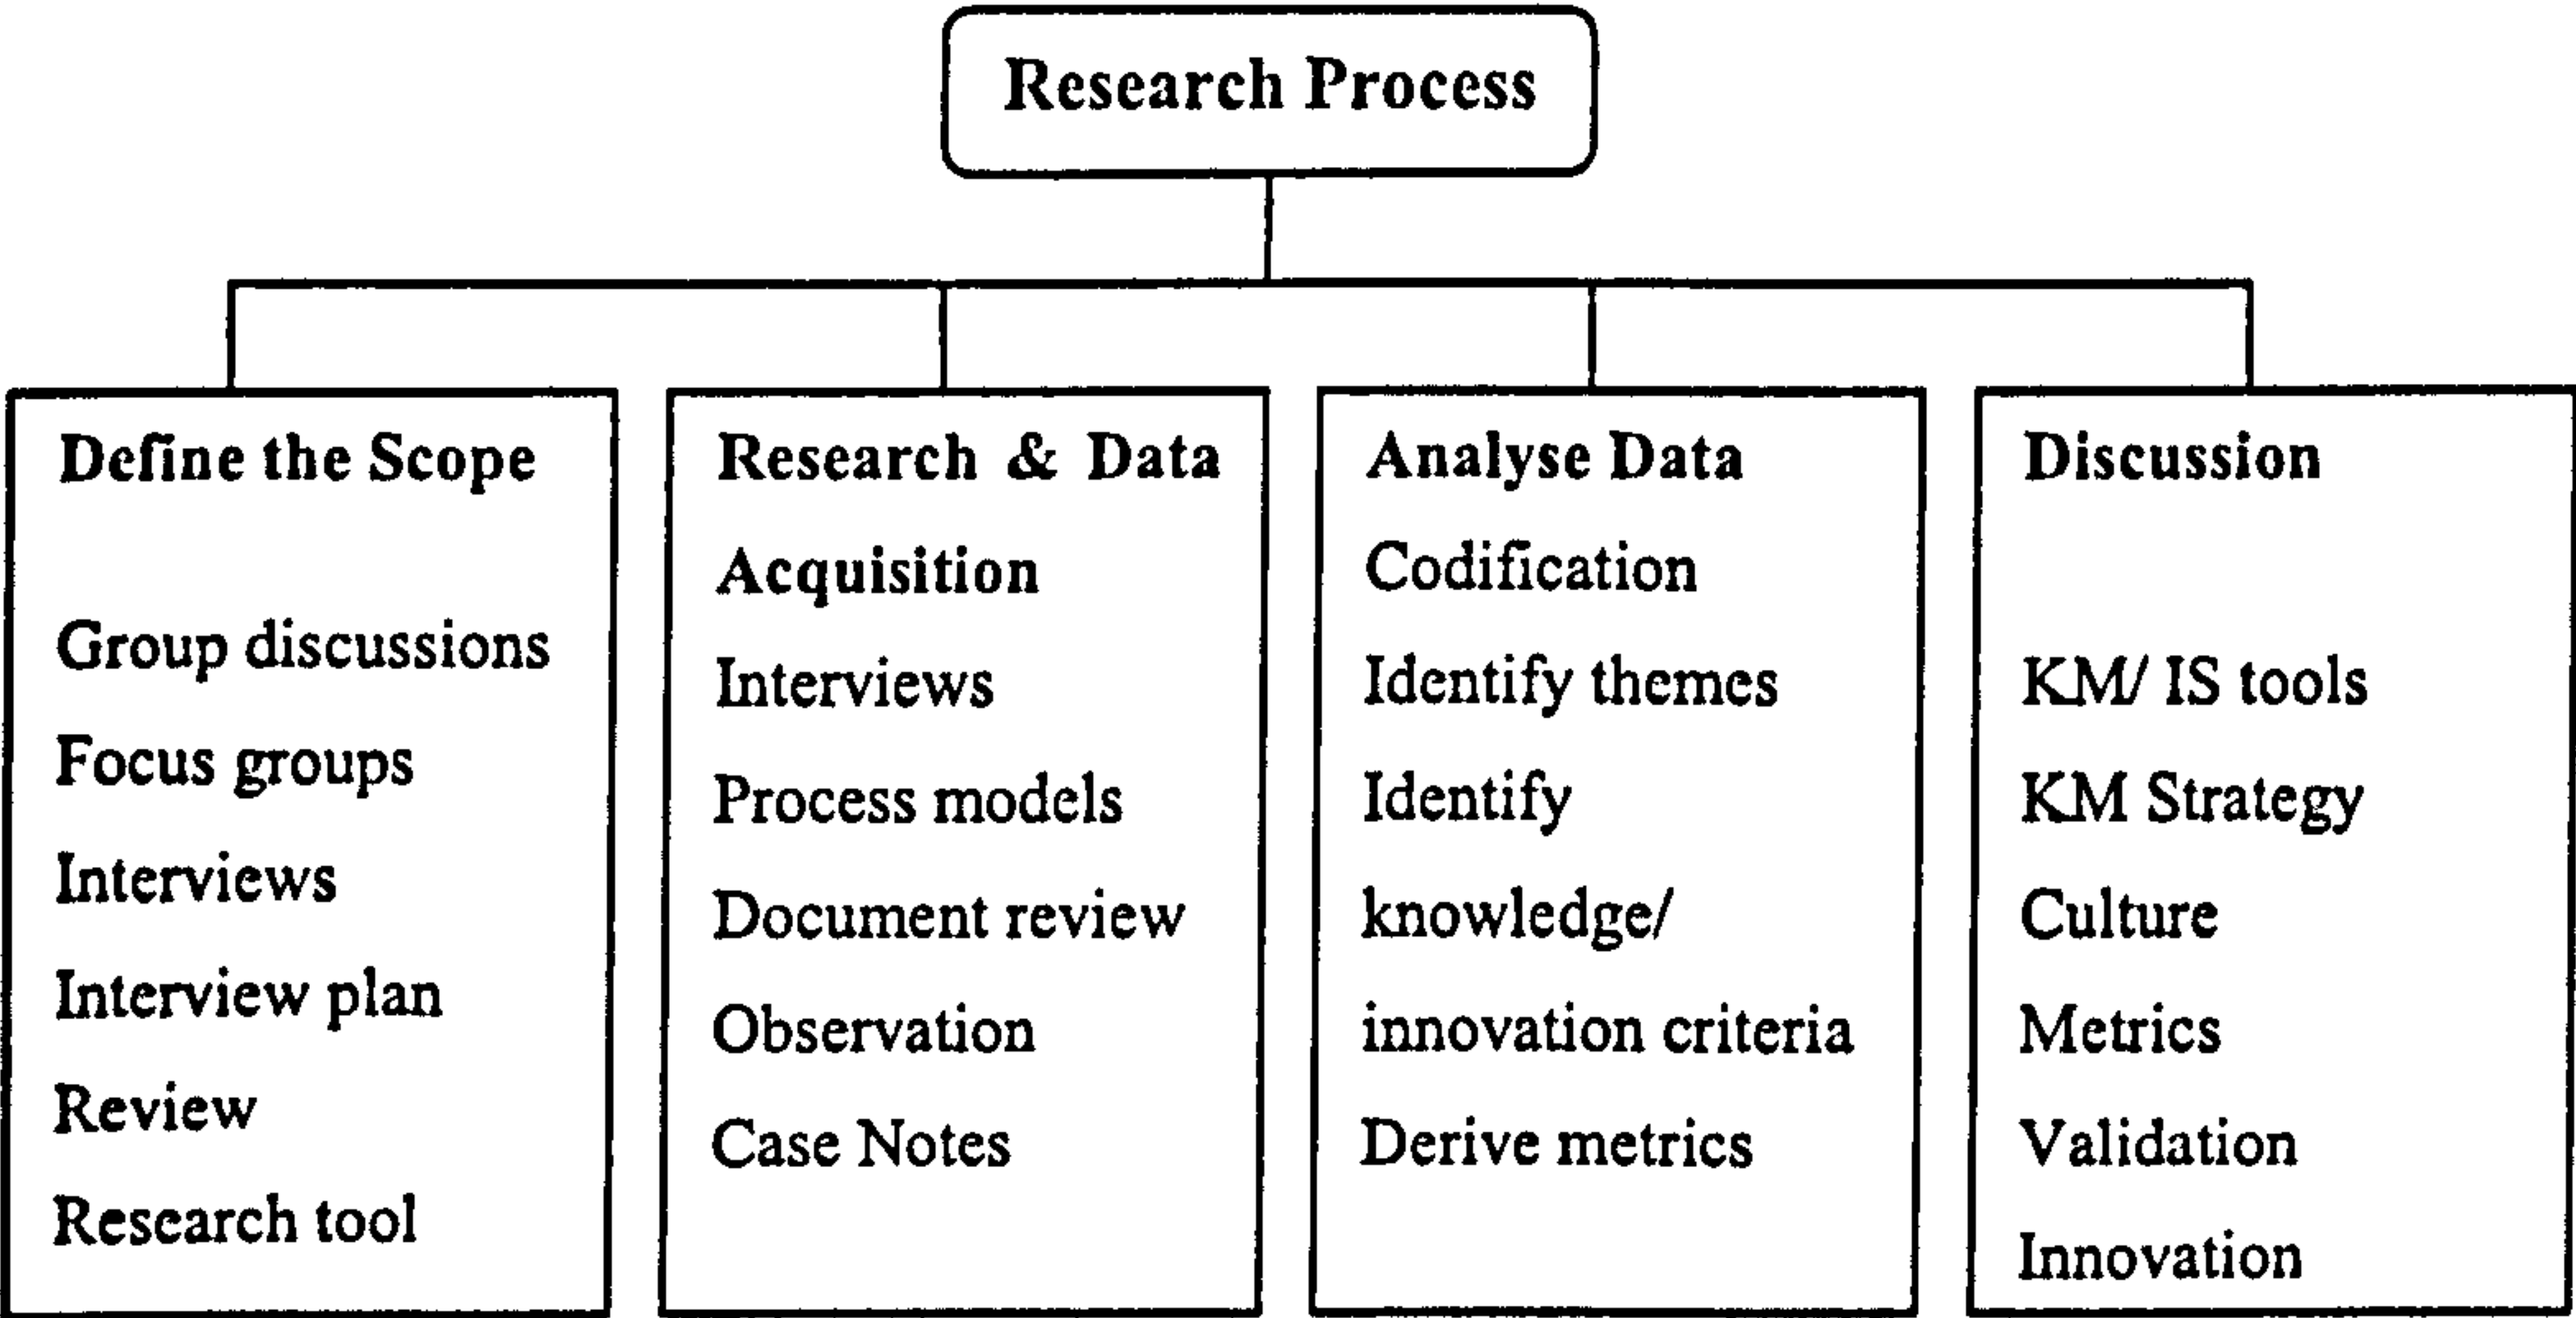 Research Process
Define the Scope
Group discussions
Focus groups
Interviews
Interview plan
Review
Research tool
Research & Data
Acquisition
Interviews
Process models
Document review
Observation
Case Notes
Analyse Data
Codification
Identify themes
Identify
knowledge/
innovation criteria
Derive metrics
Discussion
KM/ IS tools
KM Strategy
Culture
Metrics
Validation
Innovation